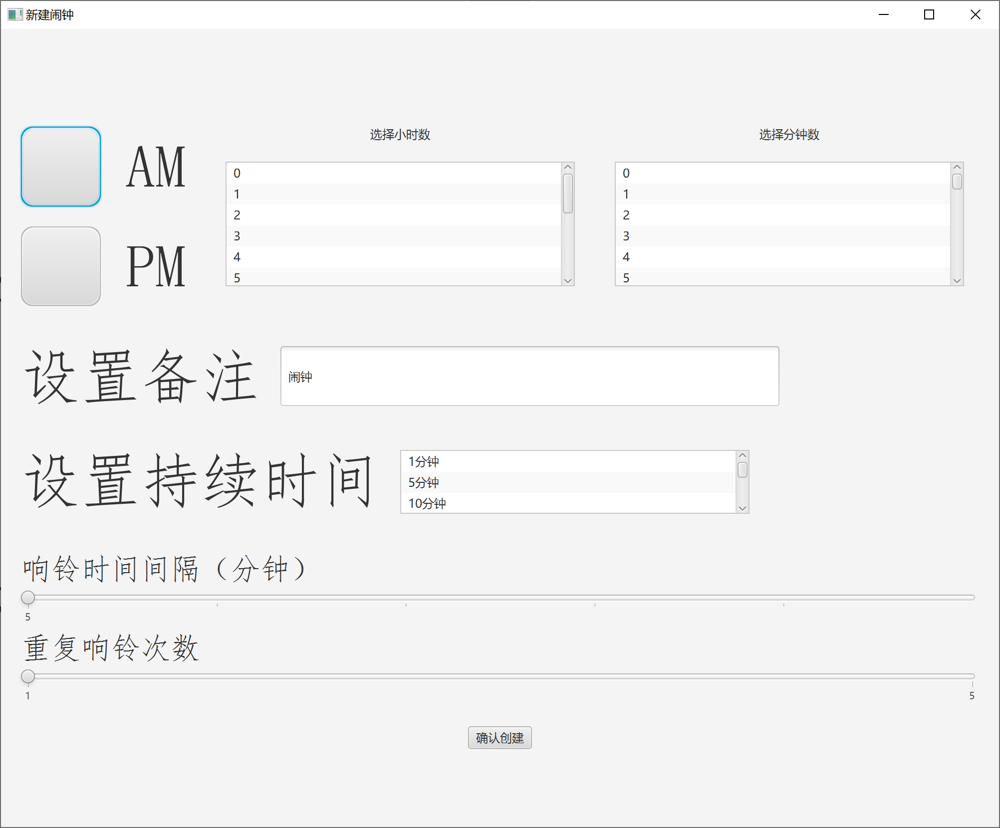 新建闹钟
AM
PM
选择小时数
0
1
2
3
4
5
选择分钟数
0
1
2
3
4
5
设置备注
闹钟
设置持续时间
1分钟
5分钟
10分钟
响铃时间间隔（分钟）
5
重复响铃次数
1 5
确认创建